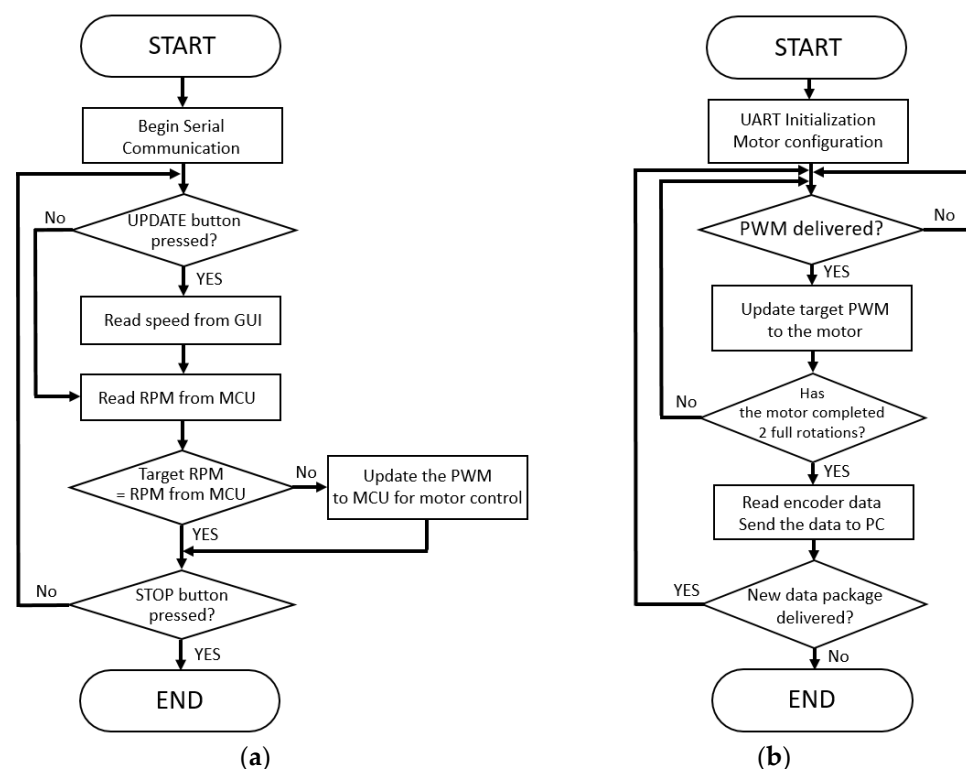 START
Begin Serial
Communication
No
UPDATE button
pressed?
YES
Read speed from GUI
Read RPM from MCU
Target RPM
= RPM from MCU
No
Update the PWM
to MCU for motor control
YES
No
STOP button
pressed?
YES
END
(a)
START
UART Initialization
Motor configuration
PWM delivered?
No
YES
Update target PWM
to the motor
No
Has
the motor completed
2 full rotations?
YES
Read encoder data
Send the data to PC
YES
New data package
delivered?
No
END
(b)